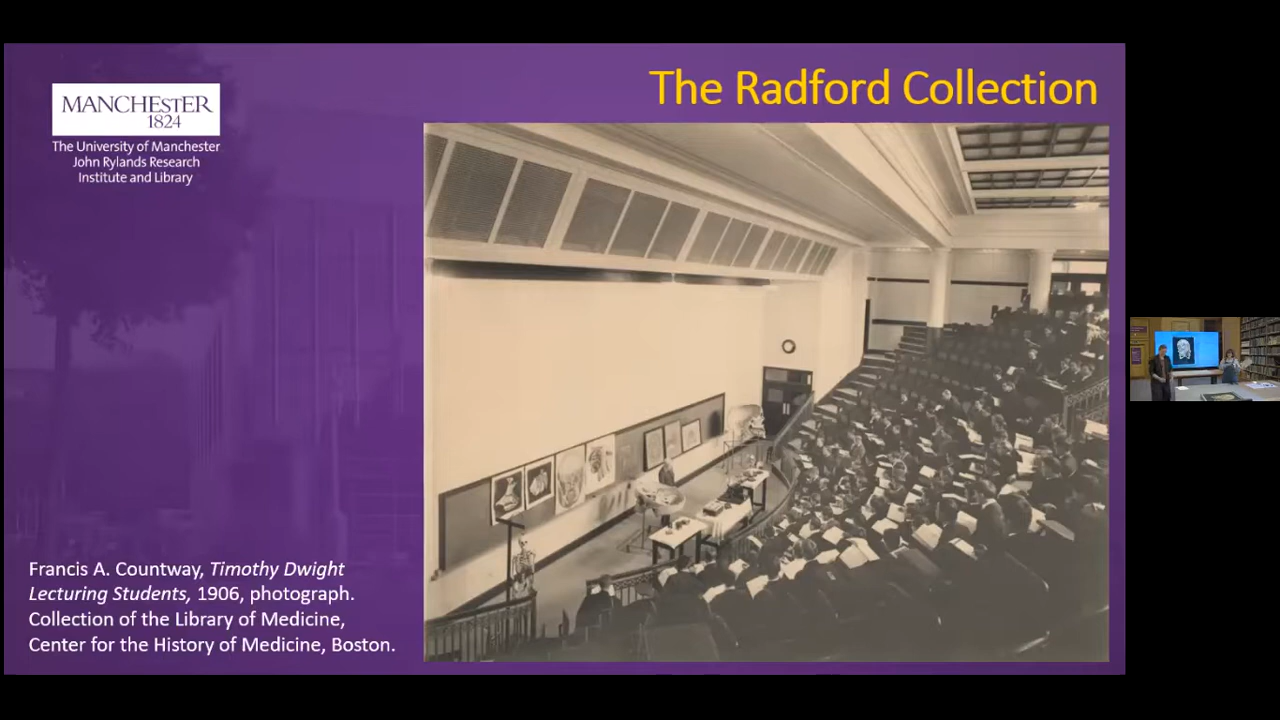 The Radford Collection
MANCHESTER
1824
The University of Manchester
John Rylands Research
Institute and Library
Francis A. Countway, Timothy Dwight
Lecturing Students, 1906, photograph.
Collection of the Library of Medicine,
Center for the History of Medicine, Boston.